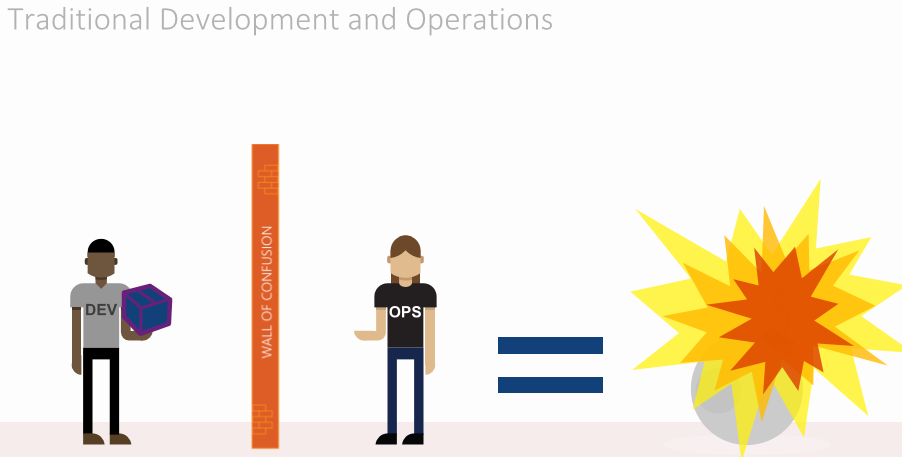 Traditional Development and Operations
WALL OF CONFUSION
DEV
OPS